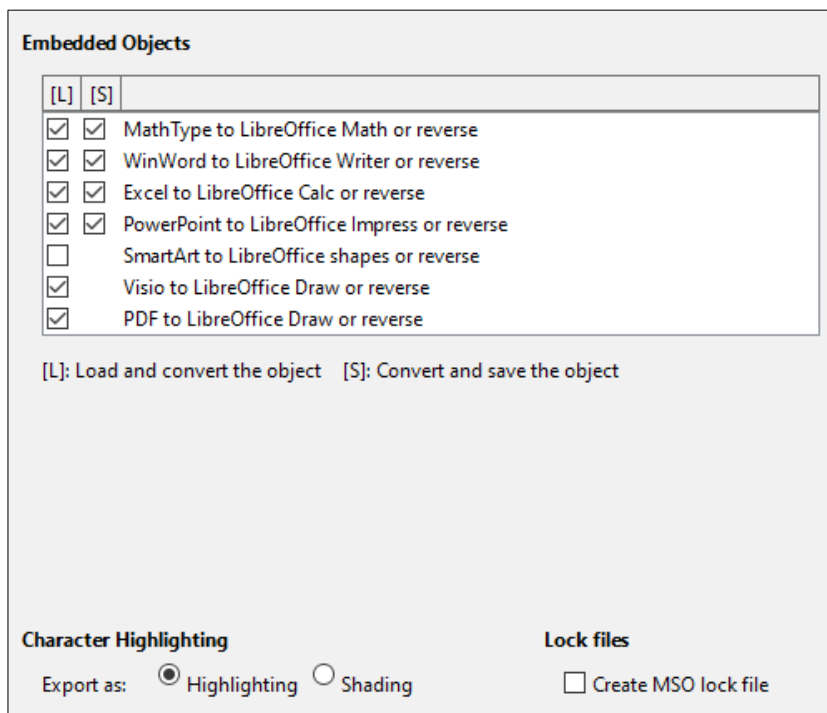 Embedded Objects
[L] [S]
MathType to LibreOffice Math or reverse
WinWord to LibreOffice Writer or reverse
Excel to LibreOffice Calc or reverse
PowerPoint to LibreOffice Impress or reverse
SmartArt to LibreOffice shapes or reverse
Visio to LibreOffice Draw or reverse
PDF to LibreOffice Draw or reverse
[L]: Load and convert the object [S]: Convert and save the object
Character Highlighting Lock files
Export as: Highlighting Shading Create MSO lock file